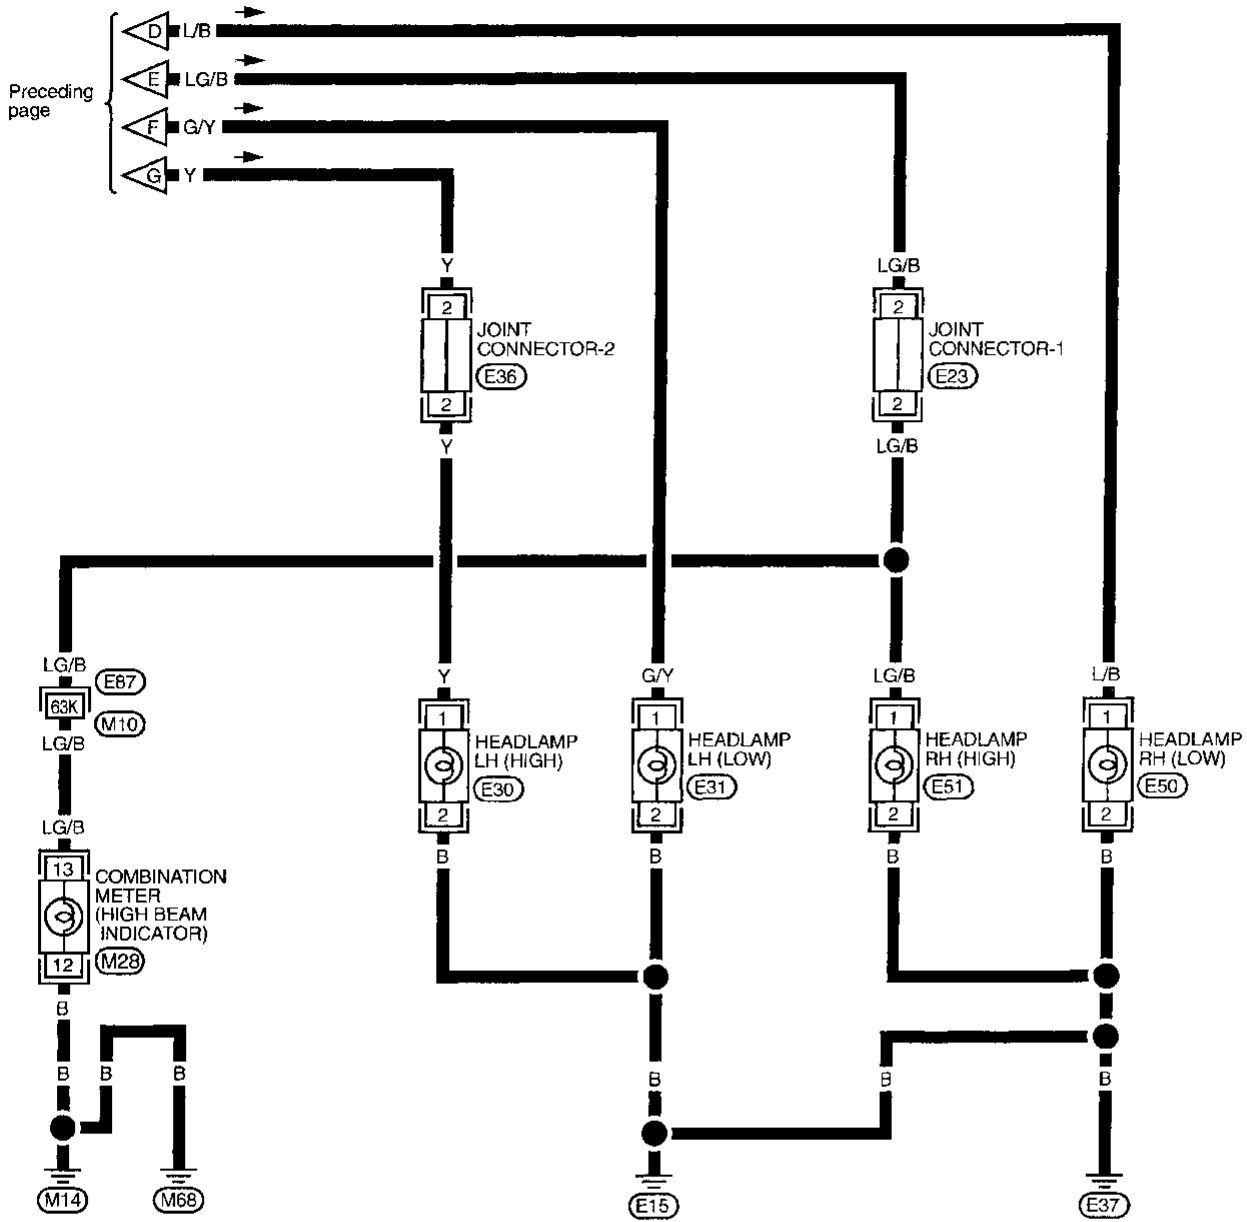 D L/B
E LG/B
Preceding
page
F G/Y
G Y
Y
LG/B
2
2
JOINT
CONNECTOR-2
E36
JOINT
CONNECTOR-1
E23
2
2
Y
LG/B
LG/B
E87
63K
M10
LG/B
Y
G/Y
LG/B
L/B
1
1
1
1
HEADLAMP
LH (HIGH)
E30
HEADLAMP
LH (LOW)
E31
HEADLAMP
RH (HIGH)
E51
HEADLAMP
RH (LOW)
E50
2
2
2
2
B
B
B
B
LG/B
13
COMBINATION
METER
(HIGH BEAM
INDICATOR)
M28
12
B
B
B
B
B
B
B
M14
M68
E15
E37